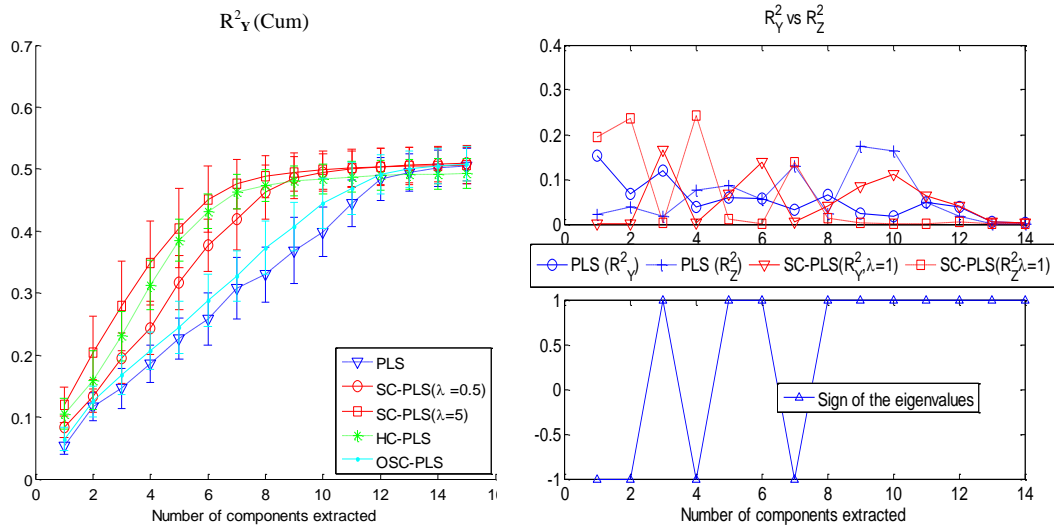 R²Y(Cum)
0.7
0.6
0.5
0.4
0.3
0.2
0.1
0
0 2 4 6 8 10 12 14 16
Number of components extracted
PLS
SC-PLS(λ =0.5)
SC-PLS(λ=5)
HC-PLS
OSC-PLS
R²Y vs R²Z
0.4
0.3
0.2
0.1
0
0 2 4 6 8 10 12 14
PLS (R²Y) PLS (R²Z) SC-PLS(R²Y,λ=1) SC-PLS(R²Zλ=1)
1
0.5
0
-0.5
-1
Sign of the eigenvalues
0 2 4 6 8 10 12 14
Number of components extracted